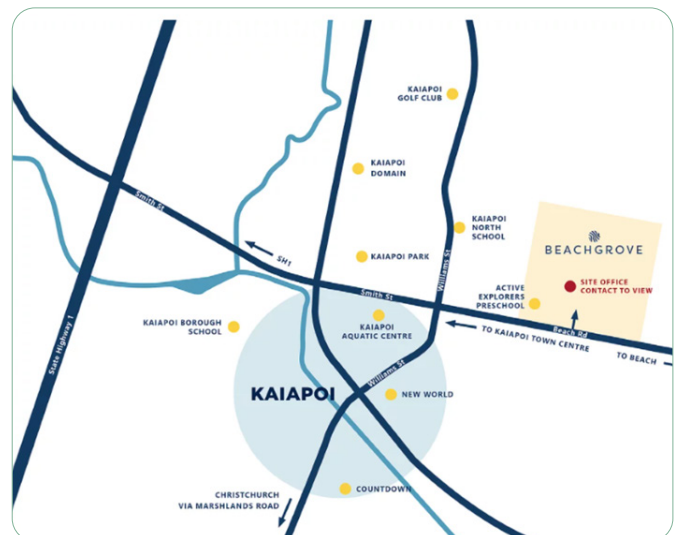 KAIAPOI
GOLF CLUB
KAIAPOI
DOMAIN
Smith St
KAIAPOI
NORTH
SCHOOL
BEACHGROVE
SH1
KAIAPOI PARK
Williams St
SITE OFFICE
CONTACT TO VIEW
ACTIVE
EXPLORERS
PRESCHOOL
Smith St
State Highway 1
KAIAPOI BOROUGH
SCHOOL
KAIAPOI
AQUATIC CENTRE
Beach Rd
TO KAIAPOI TOWN CENTRE
TO BEACH
Williams St
KAIAPOI
NEW WORLD
COUNTDOWN
CHRISTCHURCH
VIA MARSHLANDS ROAD